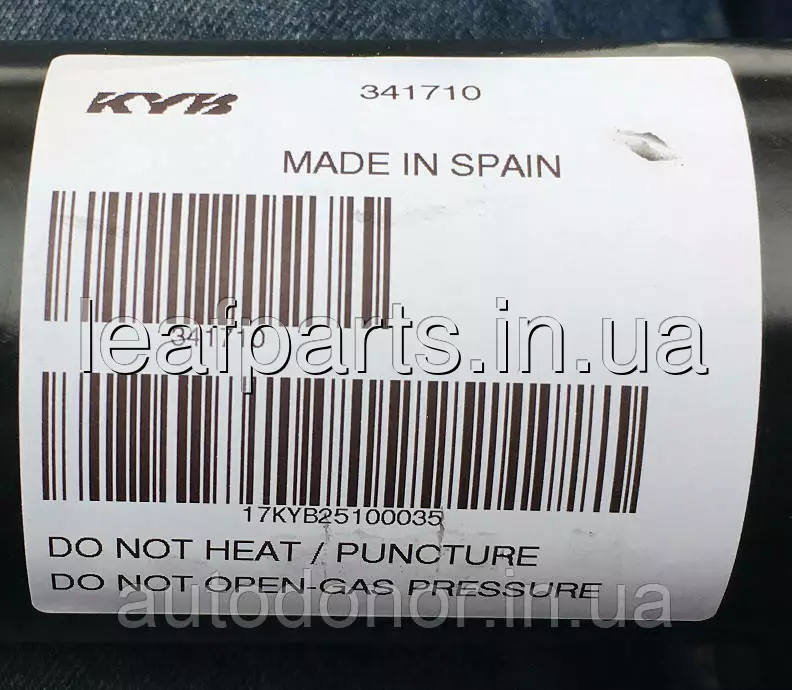 KYB 341710
MADE IN SPAIN
341710
leafparts.in.ua
17KYB25100035
DO NOT HEAT / PUNCTURE
DO NOT OPEN-GAS PRESSURE
autodonor.in.ua